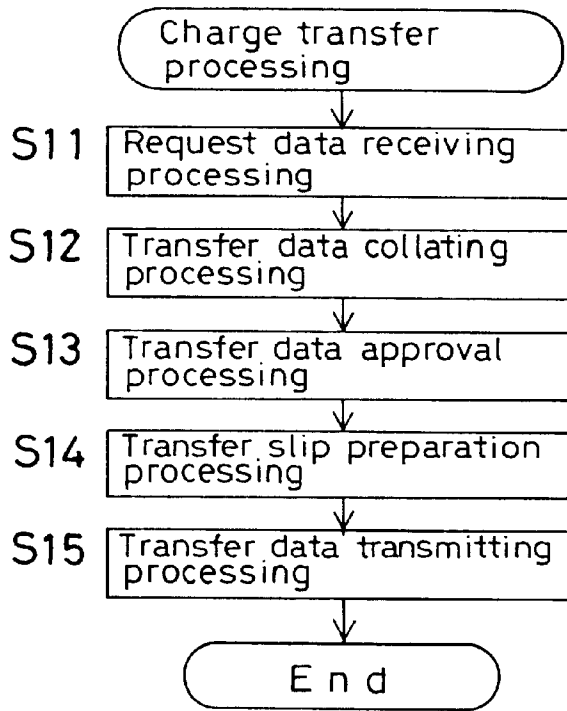 Charge transfer
processing
S11
Request data receiving
processing
S12
Transfer data collating
processing
S13
Transfer data approval
processing
S14
Transfer slip preparation
processing
S15
Transfer data transmitting
processing
End